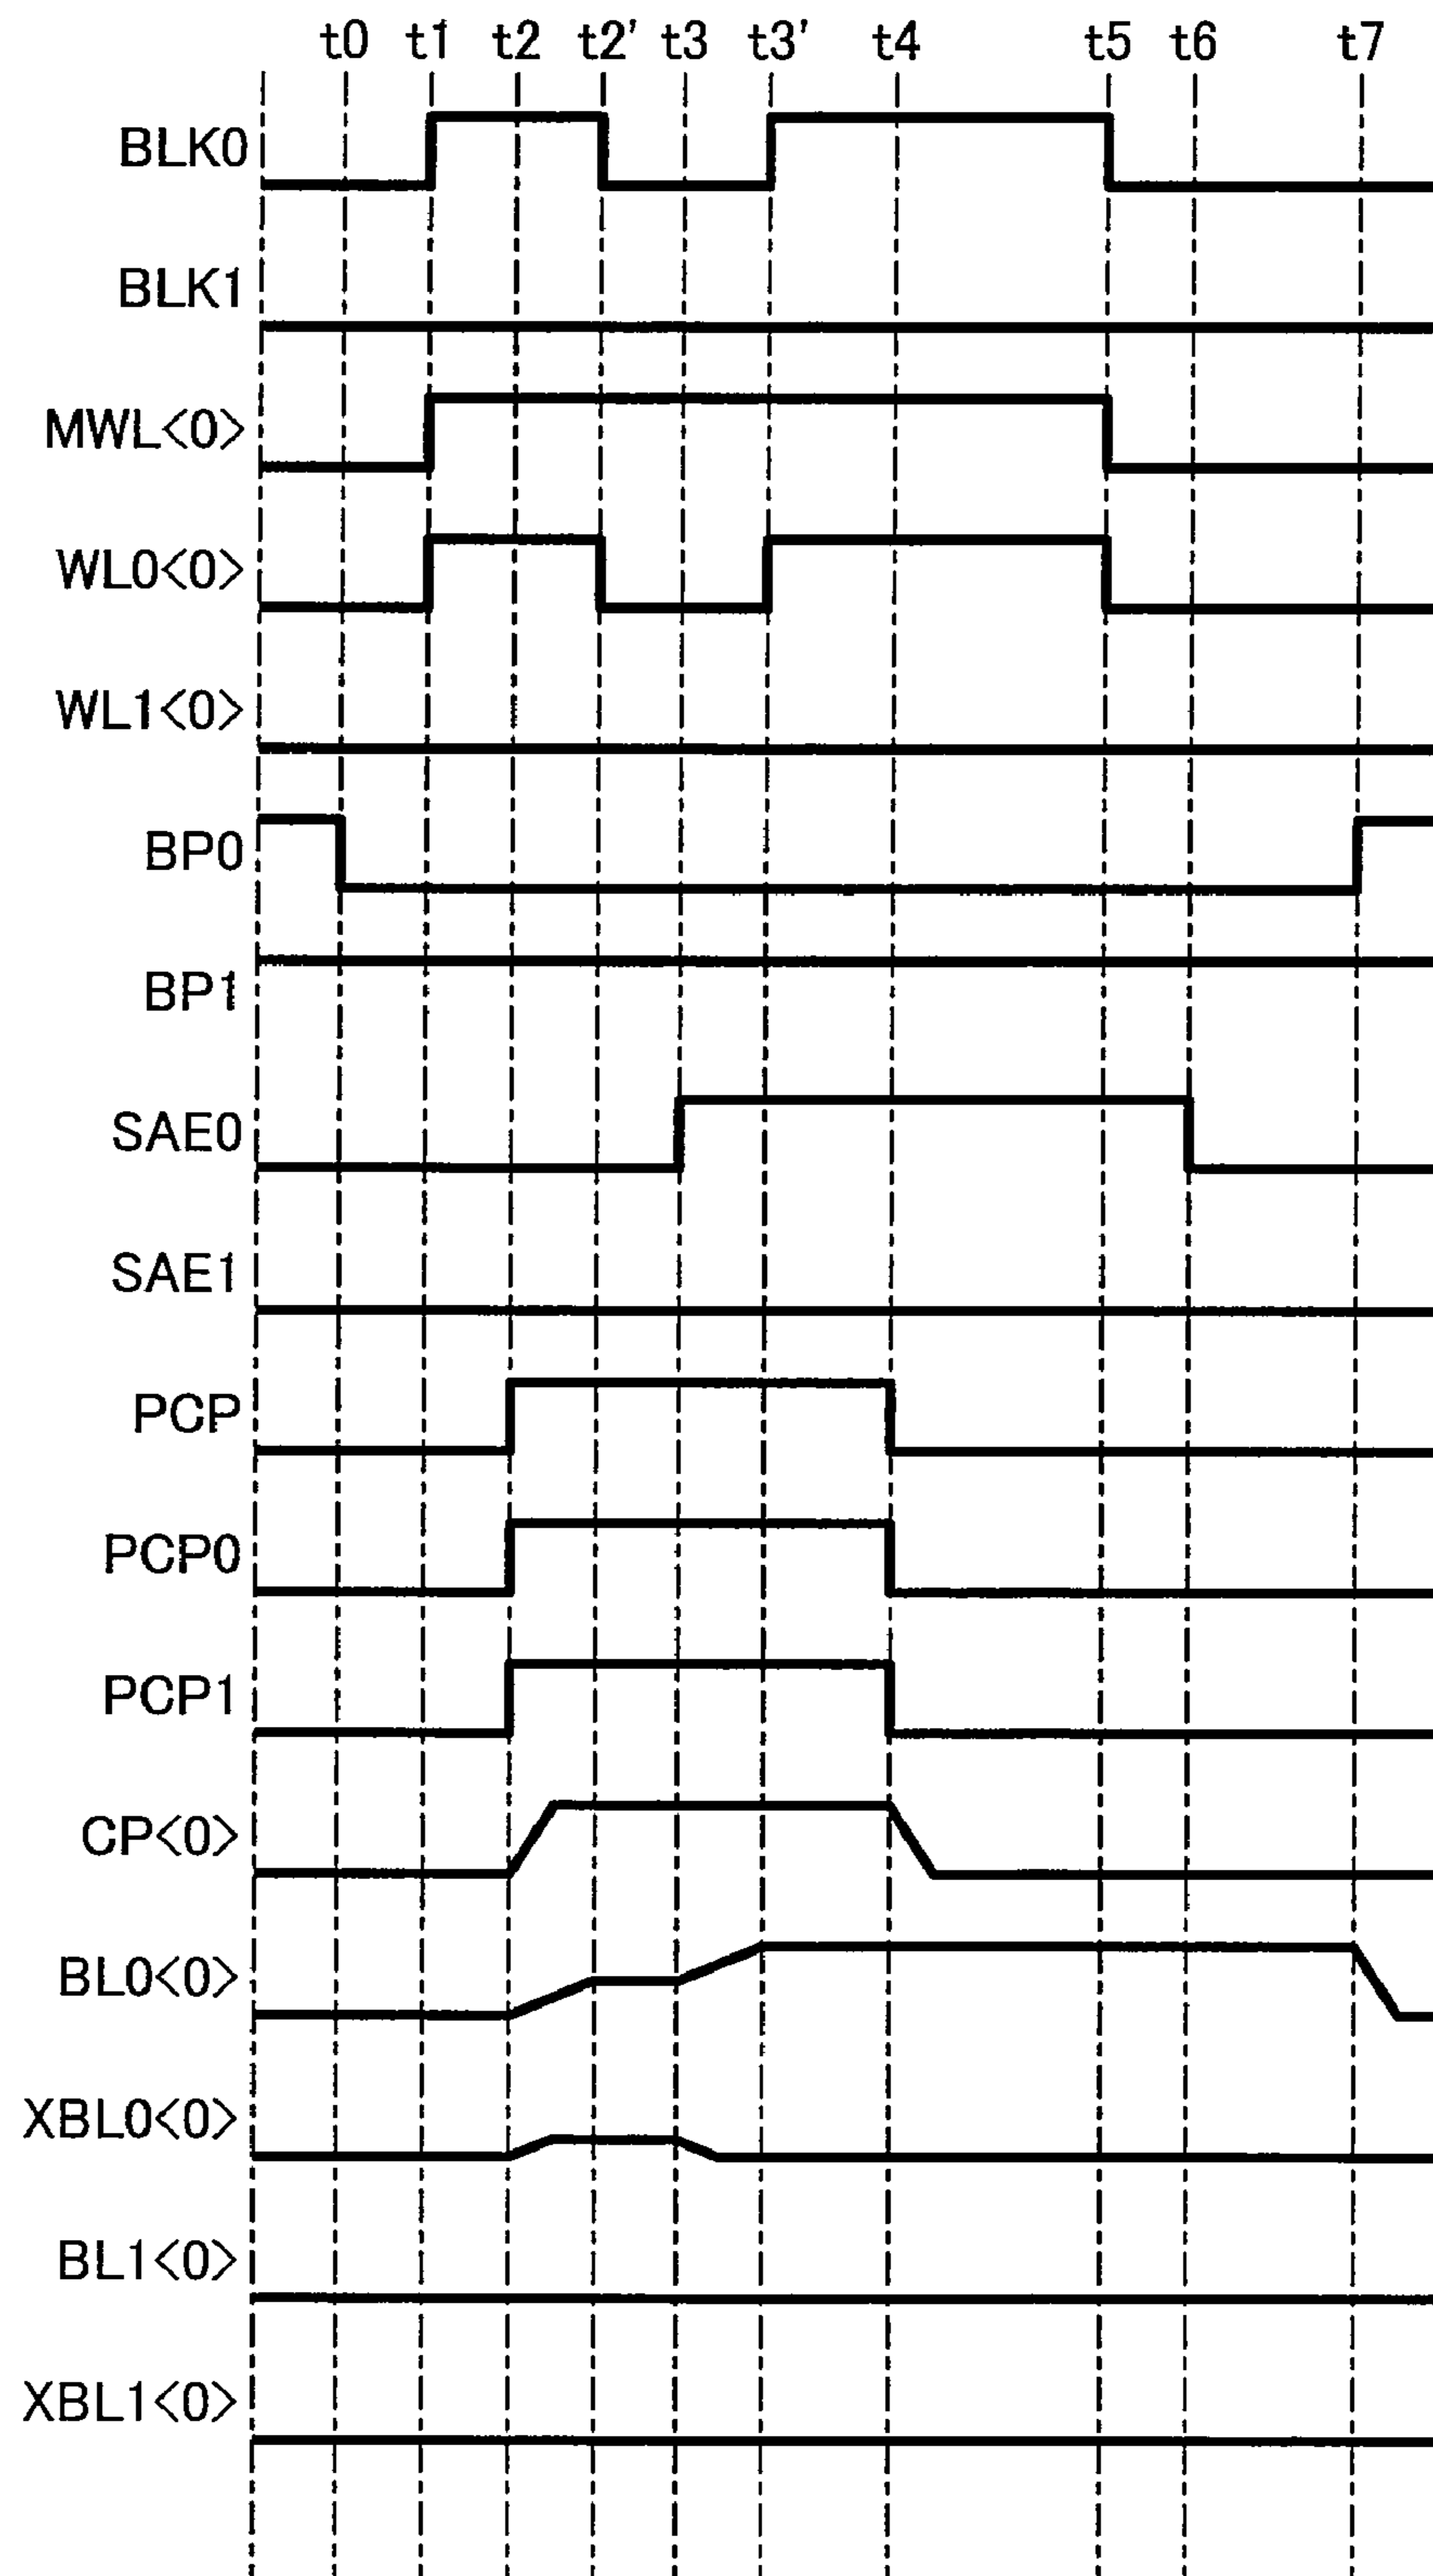 t0 t1 t2 t2' t3 t3' t4 t5 t6 t7
BLK0
BLK1
MWL<0>
WL0<0>
WL1<0>
BP0
BP1
SAE0
SAE1
PCP
PCP0
PCP1
CP<0>
BL0<0>
XBL0<0>
BL1<0>
XBL1<0>